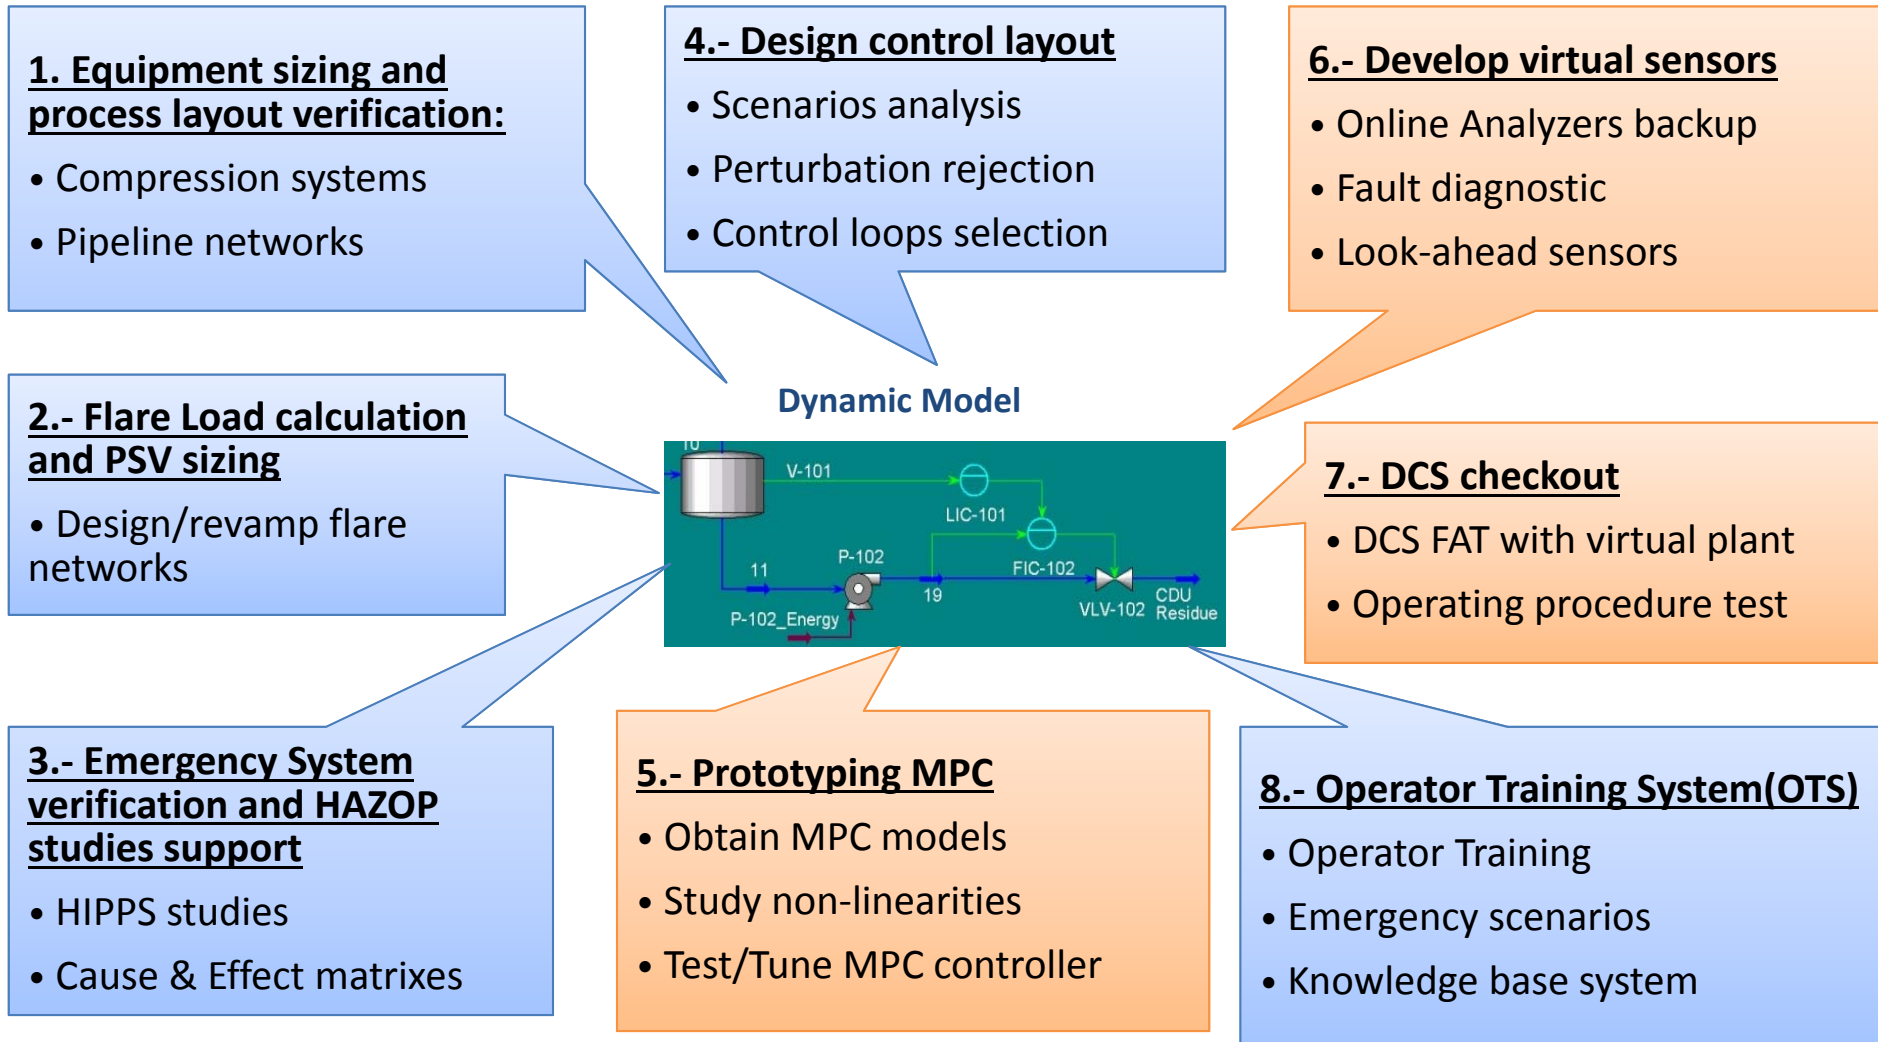 1. Equipment sizing and
process layout verification:
• Compression systems
• Pipeline networks
2.- Flare Load calculation
and PSV sizing
• Design/revamp flare
networks
3.- Emergency System
verification and HAZOP
studies support
• HIPPS studies
• Cause & Effect matrixes
4.- Design control layout
• Scenarios analysis
• Perturbation rejection
• Control loops selection
Dynamic Model
10
V-101
LIC-101
P-102
FIC-102
11
19
VLV-102
CDU
Residue
P-102_Energy
5.- Prototyping MPC
• Obtain MPC models
• Study non-linearities
• Test/Tune MPC controller
6.- Develop virtual sensors
• Online Analyzers backup
• Fault diagnostic
• Look-ahead sensors
7.- DCS checkout
• DCS FAT with virtual plant
• Operating procedure test
8.- Operator Training System(OTS)
• Operator Training
• Emergency scenarios
• Knowledge base system